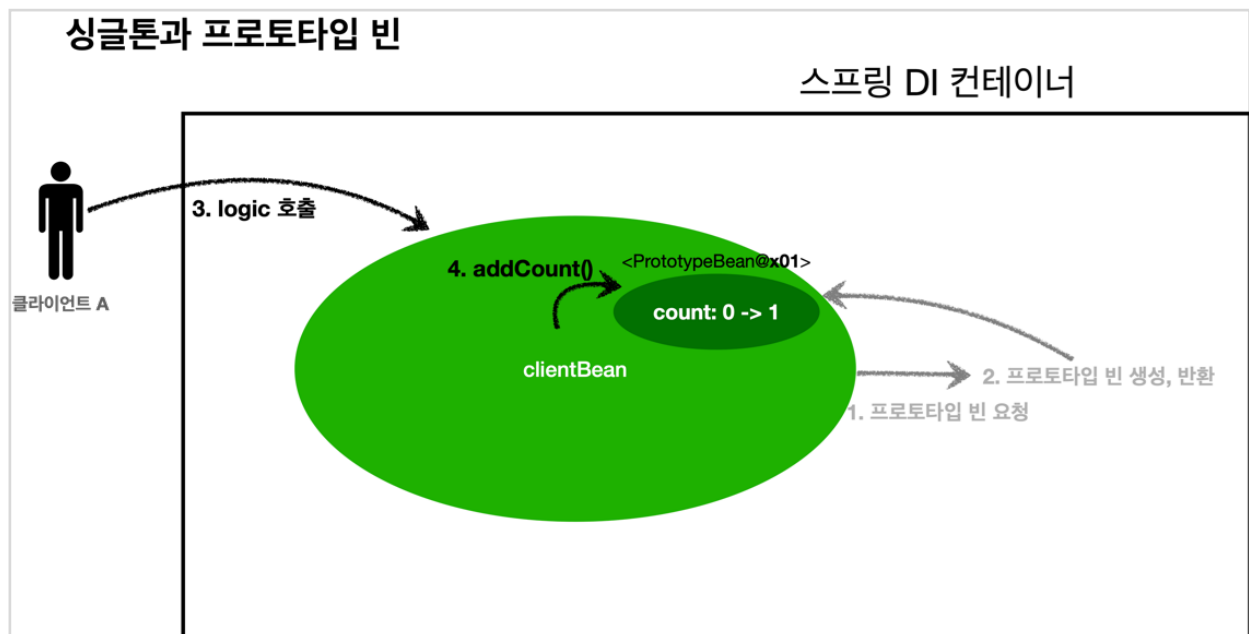 싱글톤과 프로토타입 빈
스프링 DI 컨테이너
3. logic 호출
클라이언트 A
4. addCount()
<PrototypeBean@x01>
count: 0 -> 1
clientBean
2. 프로토타입 빈 생성, 반환
1. 프로토타입 빈 요청